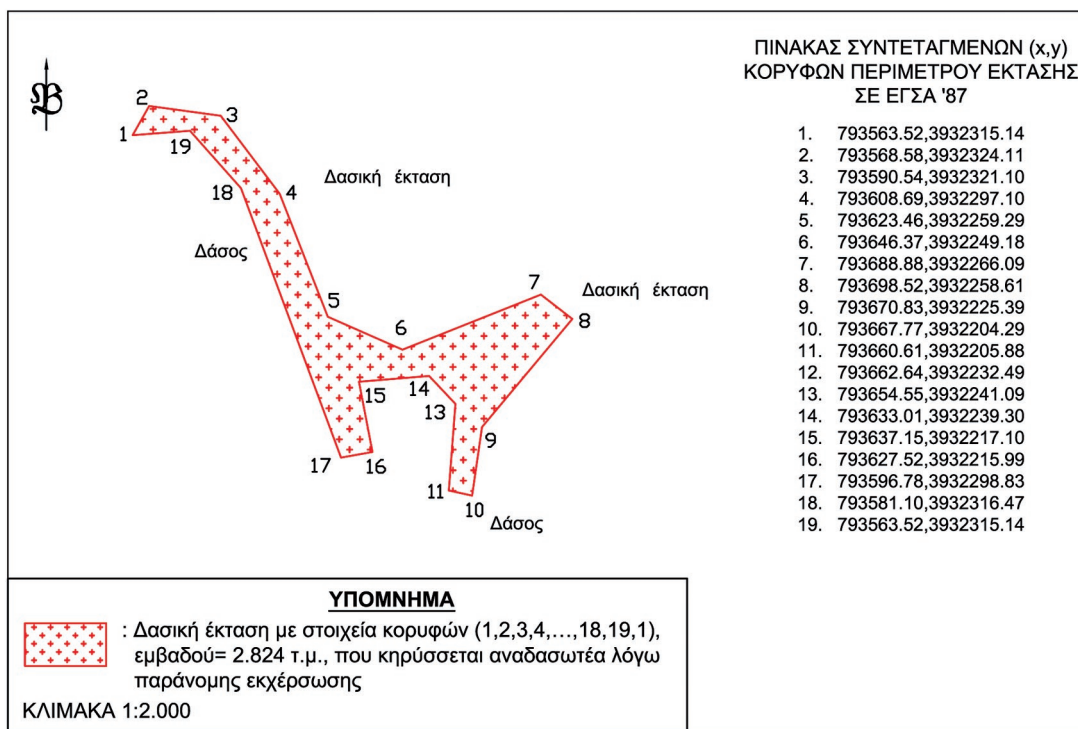 ΠΙΝΑΚΑΣ ΣΥΝΤΕΤΑΓΜΕΝΩΝ (x,y)
ΚΟΡΥΦΩΝ ΠΕΡΙΜΕΤΡΟΥ ΕΚΤΑΣΗΣ
ΣΕ ΕΓΣΑ '87
1. 793563.52,3932315.14
2. 793568.58,3932324.11
3. 793590.54,3932321.10
4. 793608.69,3932297.10
5. 793623.46,3932259.29
6. 793646.37,3932249.18
7. 793688.88,3932266.09
8. 793698.52,3932258.61
9. 793670.83,3932225.39
10. 793667.77,3932204.29
11. 793660.61,3932205.88
12. 793662.64,3932232.49
13. 793654.55,3932241.09
14. 793633.01,3932239.30
15. 793637.15,3932217.10
16. 793627.52,3932215.99
17. 793596.78,3932298.83
18. 793581.10,3932316.47
19. 793563.52,3932315.14
Β
2
3
1
19
18
4
Δασική έκταση
Δάσος
5
7
Δασική έκταση
6
8
15
14
13
9
17
16
11
10
Δάσος
ΥΠΟΜΝΗΜΑ
: Δασική έκταση με στοιχεία κορυφών (1,2,3,4,...,18,19,1),
εμβαδού= 2.824 τ.μ., που κηρύσσεται αναδασωτέα λόγω
παράνομης εκχέρσωσης
ΚΛΙΜΑΚΑ 1:2.000